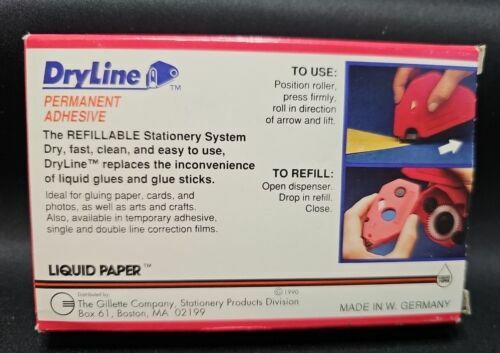 DryLine™
PERMANENT
ADHESIVE
The REFILLABLE Stationery System
Dry, fast, clean, and easy to use,
DryLine™ replaces the inconvenience
of liquid glues and glue sticks.
Ideal for gluing paper, cards, and
photos, as well as arts and crafts.
Also, available in temporary adhesive,
single and double line correction films.
TO USE:
Position roller,
press firmly,
roll in direction
of arrow and lift.
TO REFILL:
Open dispenser.
Drop in refill.
Close.
LIQUID PAPER™
Distributed by
The Gillette Company, Stationery Products Division
Box 61, Boston, MA 02199
©1990
MADE IN W. GERMANY